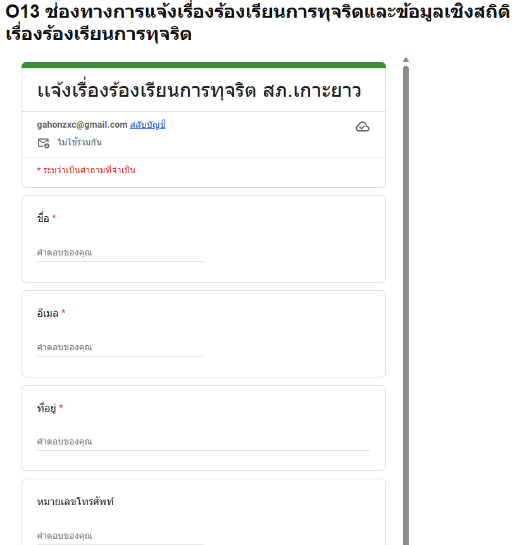 O13 ช่องทางการแจ้งเรื่องร้องเรียนการทุจริตและข้อมูลเชิงสถิติ
เรื่องร้องเรียนการทุจริต
แจ้งเรื่องร้องเรียนการทุจริต สภ.เกาะยาว
gahonzxc@gmail.com สลับบัญชี
ไม่ใช้ร่วมกัน
* ระบุว่าเป็นคำถามที่จำเป็น
ชื่อ *
คำตอบของคุณ
อีเมล *
คำตอบของคุณ
ที่อยู่ *
คำตอบของคุณ
หมายเลขโทรศัพท์
คำตอบของคุณ